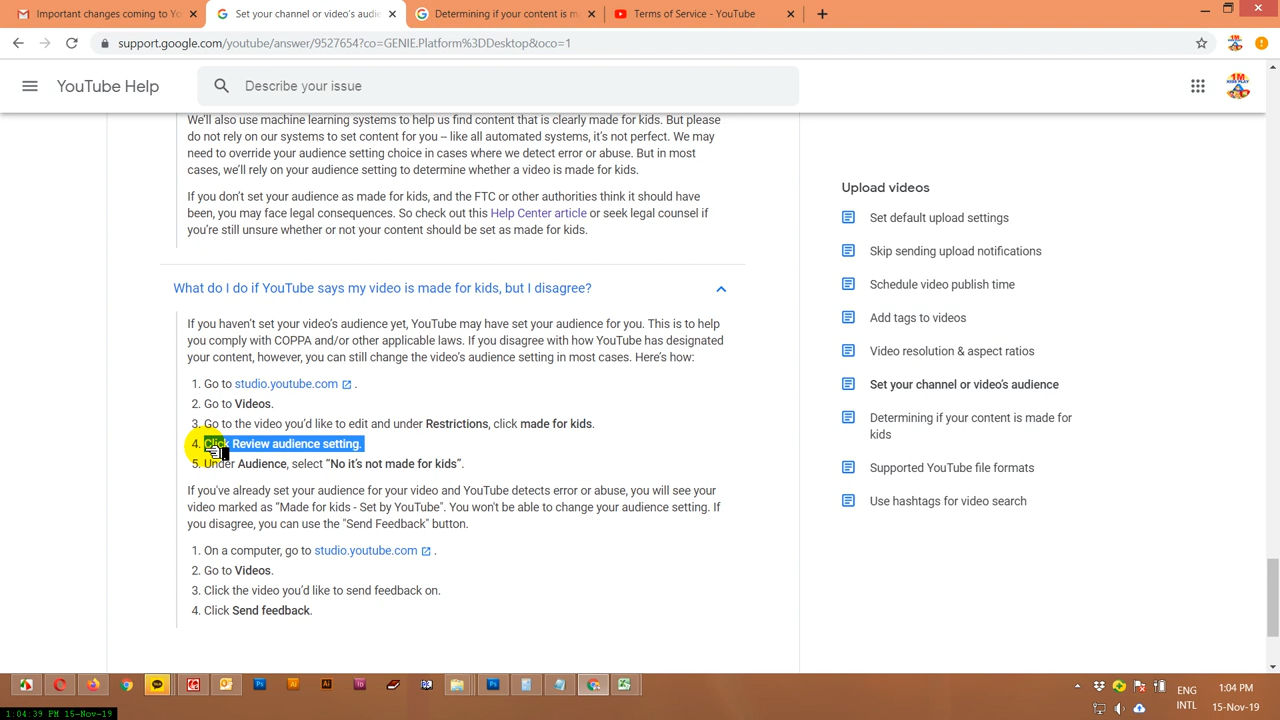 Important changes coming to Yo
Set your channel or video's audie
Determining if your content is m
Terms of Service - YouTube
support.google.com/youtube/answer/9527654?co=GENIE.Platform%3DDesktop&oco=1
YouTube Help
Describe your issue
1M
KIDS PLAY
We'll also use machine learning systems to help us find content that is clearly made for kids. But please
do not rely on our systems to set content for you – like all automated systems, it's not perfect. We may
need to override your audience setting choice in cases where we detect error or abuse. But in most
cases, we'll rely on your audience setting to determine whether a video is made for kids.
If you don't set your audience as made for kids, and the FTC or other authorities think it should have
been, you may face legal consequences. So check out this Help Center article or seek legal counsel if
you're still unsure whether or not your content should be set as made for kids.
What do I do if YouTube says my video is made for kids, but I disagree?
If you haven't set your video's audience yet, YouTube may have set your audience for you. This is to help
you comply with COPPA and/or other applicable laws. If you disagree with how YouTube has designated
your content, however, you can still change the video's audience setting in most cases. Here's how:
1. Go to studio.youtube.com .
2. Go to Videos.
3. Go to the video you'd like to edit and under Restrictions, click made for kids.
4. Click Review audience setting.
5. Under Audience, select “No it's not made for kids”.
If you've already set your audience for your video and YouTube detects error or abuse, you will see your
video marked as "Made for kids - Set by YouTube". You won't be able to change your audience setting. If
you disagree, you can use the "Send Feedback" button.
1. On a computer, go to studio.youtube.com .
2. Go to Videos.
3. Click the video you'd like to send feedback on.
4. Click Send feedback.
Upload videos
Set default upload settings
Skip sending upload notifications
Schedule video publish time
Add tags to videos
Video resolution & aspect ratios
Set your channel or video's audience
Determining if your content is made for
kids
Supported YouTube file formats
Use hashtags for video search
ENG
INTL
1:04 PM
15-Nov-19
1:04:39 PM 15-Nov-19